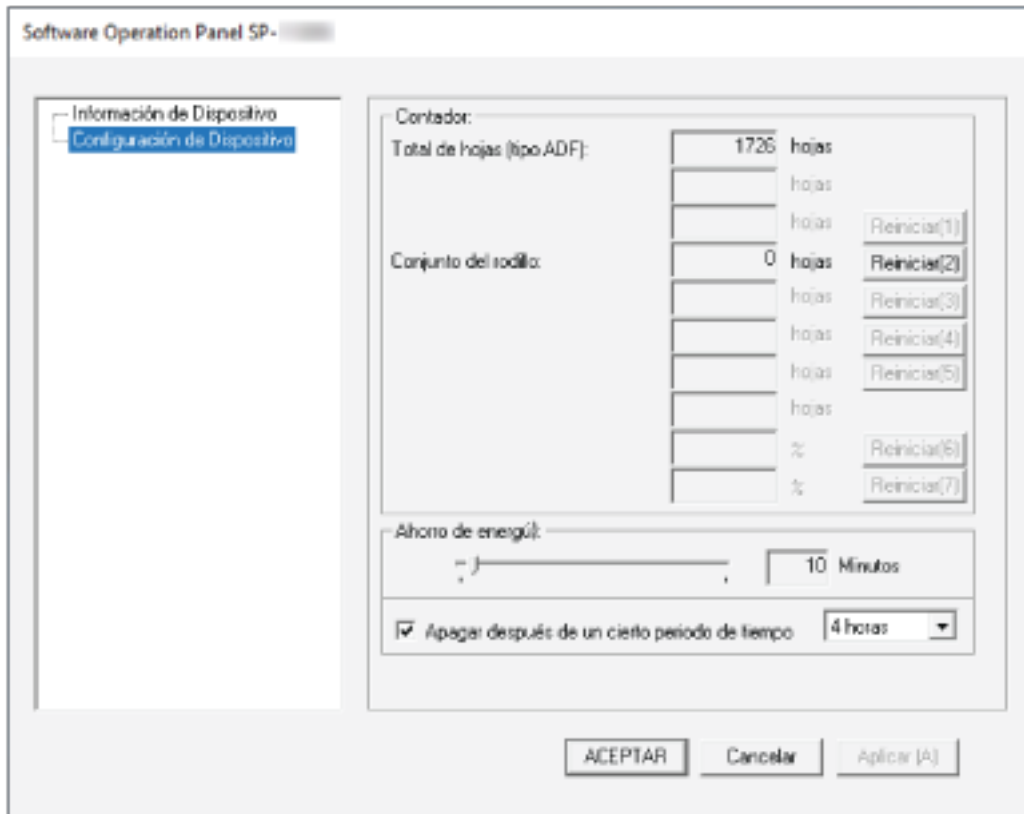 Software Operation Panel SP-
Información de Dispositivo
Configuración de Dispositivo
Contador:
Total de hojas (tipo ADF): 1726 hojas
hojas
hojas Reiniciar(1)
Conjunto del rodillo: 0 hojas Reiniciar(2)
hojas Reiniciar(3)
hojas Reiniciar(4)
hojas Reiniciar(5)
hojas
% Reiniciar(6)
% Reiniciar(7)
Ahorro de energú):
10 Minutos
Apagar después de un cierto periodo de tiempo 4 horas
ACEPTAR Cancelar Aplicar (A)